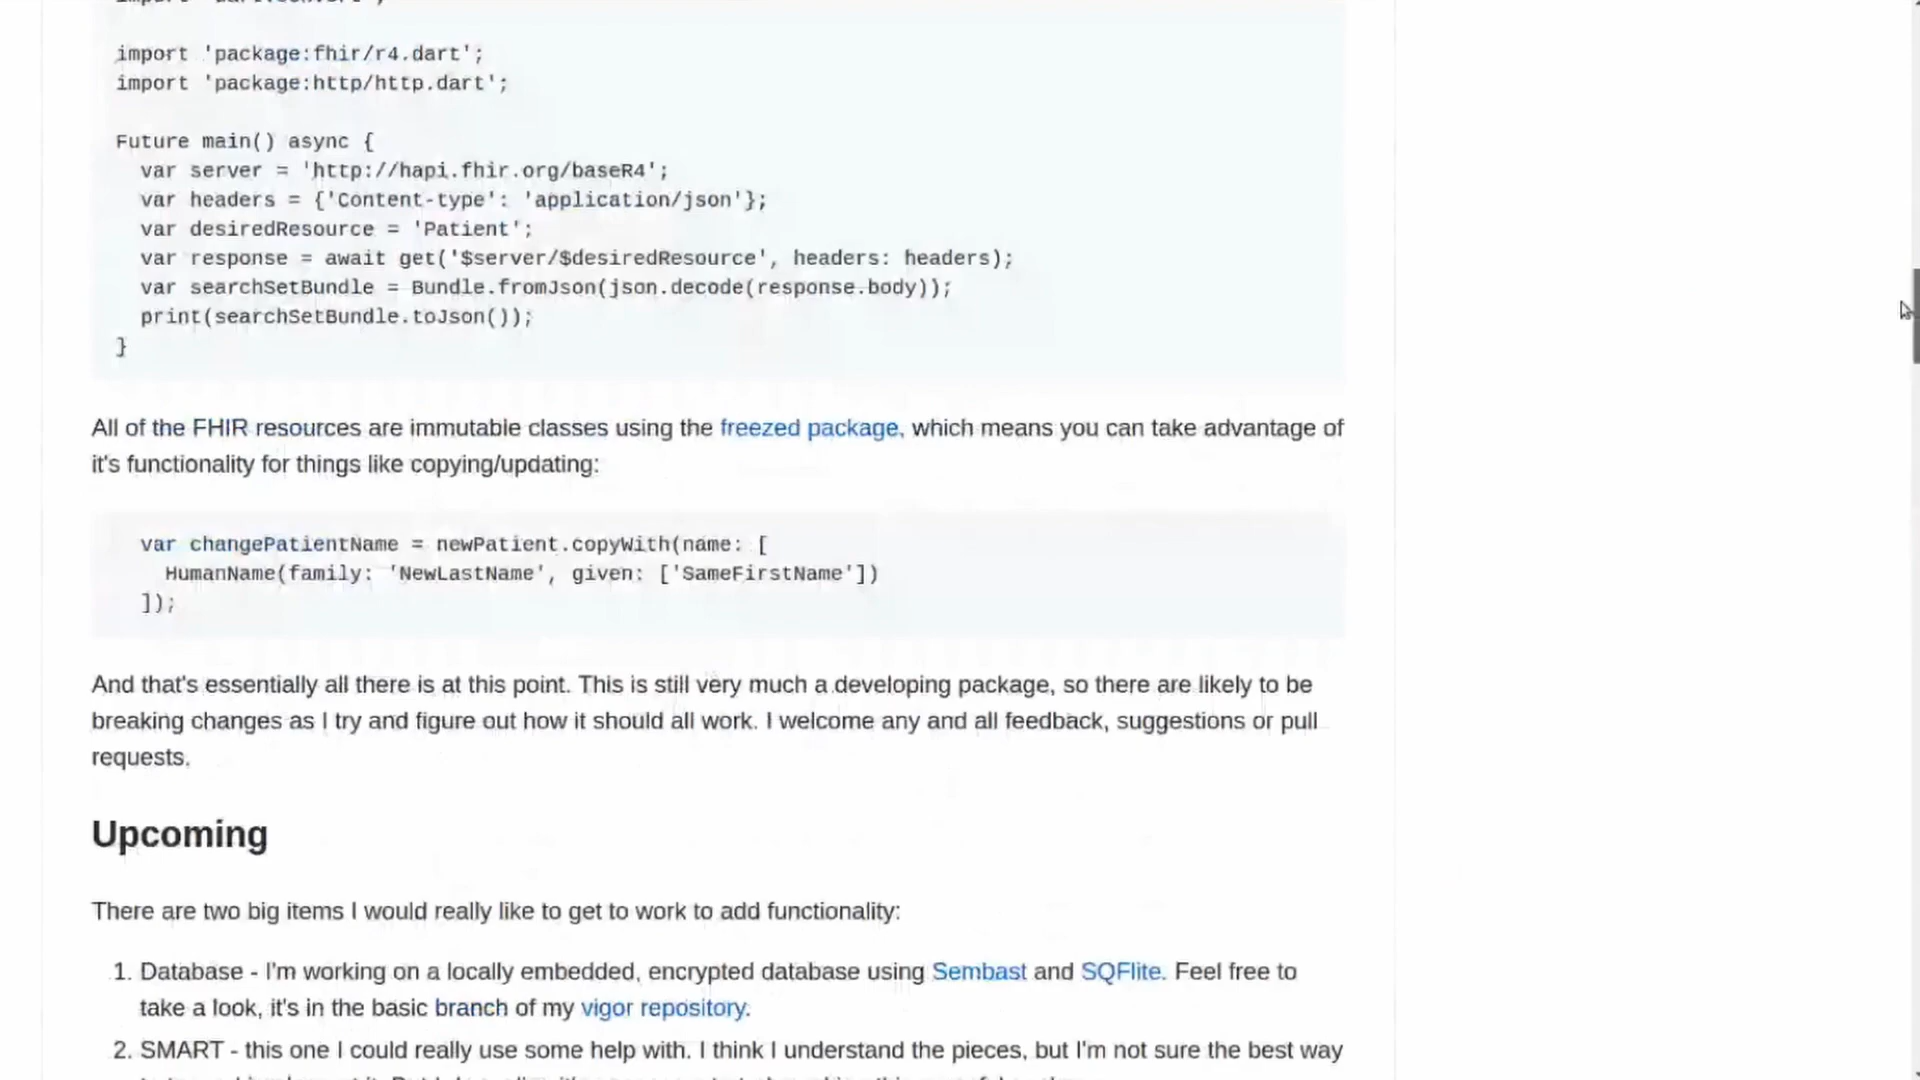 import 'package:fhir/r4.dart';
import 'package:http/http.dart';
Future main() async {
var server = 'http://hapi.fhir.org/baseR4';
var headers = {'Content-type': 'application/json'};
var desiredResource = 'Patient';
var response = await get('$server/$desiredResource', headers: headers);
var searchSetBundle = Bundle.fromJson(json.decode(response.body));
print(searchSetBundle.toJson());
}
All of the FHIR resources are immutable classes using the freezed package, which means you can take advantage of
it's functionality for things like copying/updating:
var changePatientName = newPatient.copyWith(name: [
HumanName(family: 'NewLastName', given: ['SameFirstName'])
]);
And that's essentially all there is at this point. This is still very much a developing package, so there are likely to be
breaking changes as I try and figure out how it should all work. I welcome any and all feedback, suggestions or pull
requests.
Upcoming
There are two big items I would really like to get to work to add functionality:
1. Database - I'm working on a locally embedded, encrypted database using Sembast and SQFlite. Feel free to
take a look, it's in the basic branch of my vigor repository.
2. SMART - this one I could really use some help with. I think I understand the pieces, but I'm not sure the best way